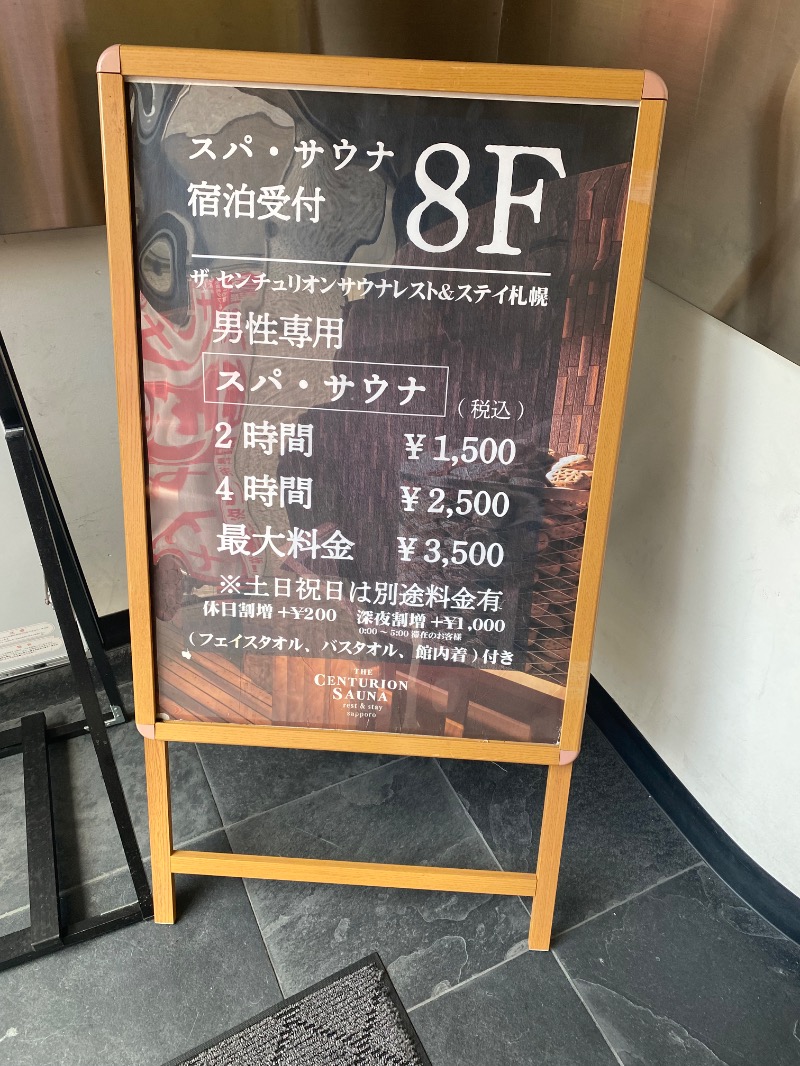 スパ・サウナ 8F
宿泊受付
ザ センチュリオンサウナレスト&ステイ札幌
男性専用
スパ・サウナ (税込)
2時間 ¥1,500
4時間 ¥2,500
最大料金 ¥3,500
※土日祝日は別途料金有
休日割増+¥200 深夜割増+¥1,000
0:00~5:00 滞在のお客様
(フェイスタオル、バスタオル、館内着)付き
THE
CENTURION
SAUNA
rest & stay
sapporo